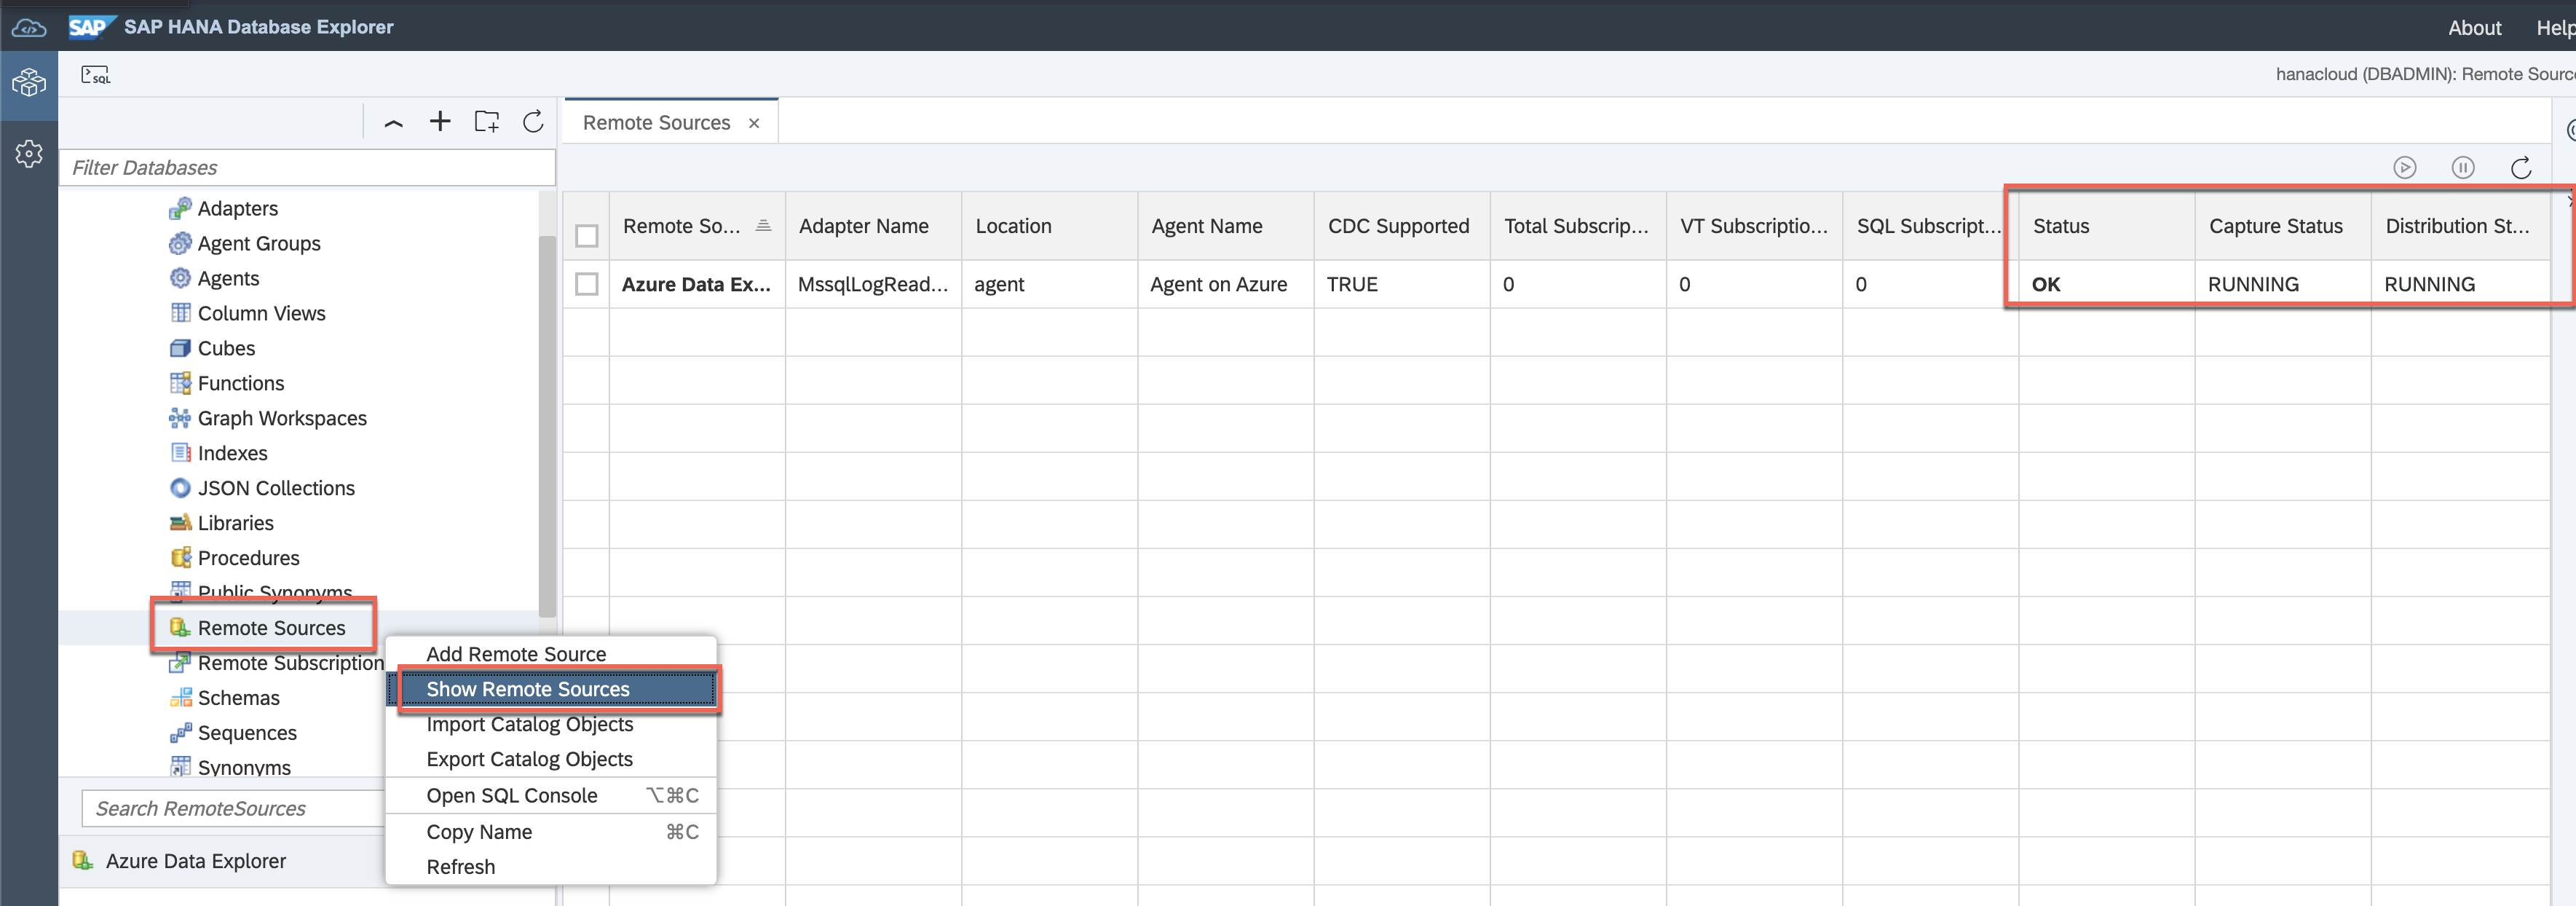 SAP SAP HANA Database Explorer
About
Help
SQL
hanacloud (DBADMIN): Remote Sourc
Remote Sources
Filter Databases
Adapters
Agent Groups
Agents
Column Views
Cubes
Functions
Graph Workspaces
Indexes
JSON Collections
Libraries
Procedures
Public Synonyms
Remote Sources
Remote Subscription
Schemas
Sequences
Synonyms
Search RemoteSources
Azure Data Explorer
Add Remote Source
Show Remote Sources
Import Catalog Objects
Export Catalog Objects
Open SQL Console ⌥⌘C
Copy Name ⌘C
Refresh
Remote So... Adapter Name Location Agent Name CDC Supported Total Subscrip... VT Subscriptio... SQL Subscript... Status Capture Status Distribution St...
Azure Data Ex... MssqlLogRead... agent Agent on Azure TRUE 0 0 0 OK RUNNING RUNNING